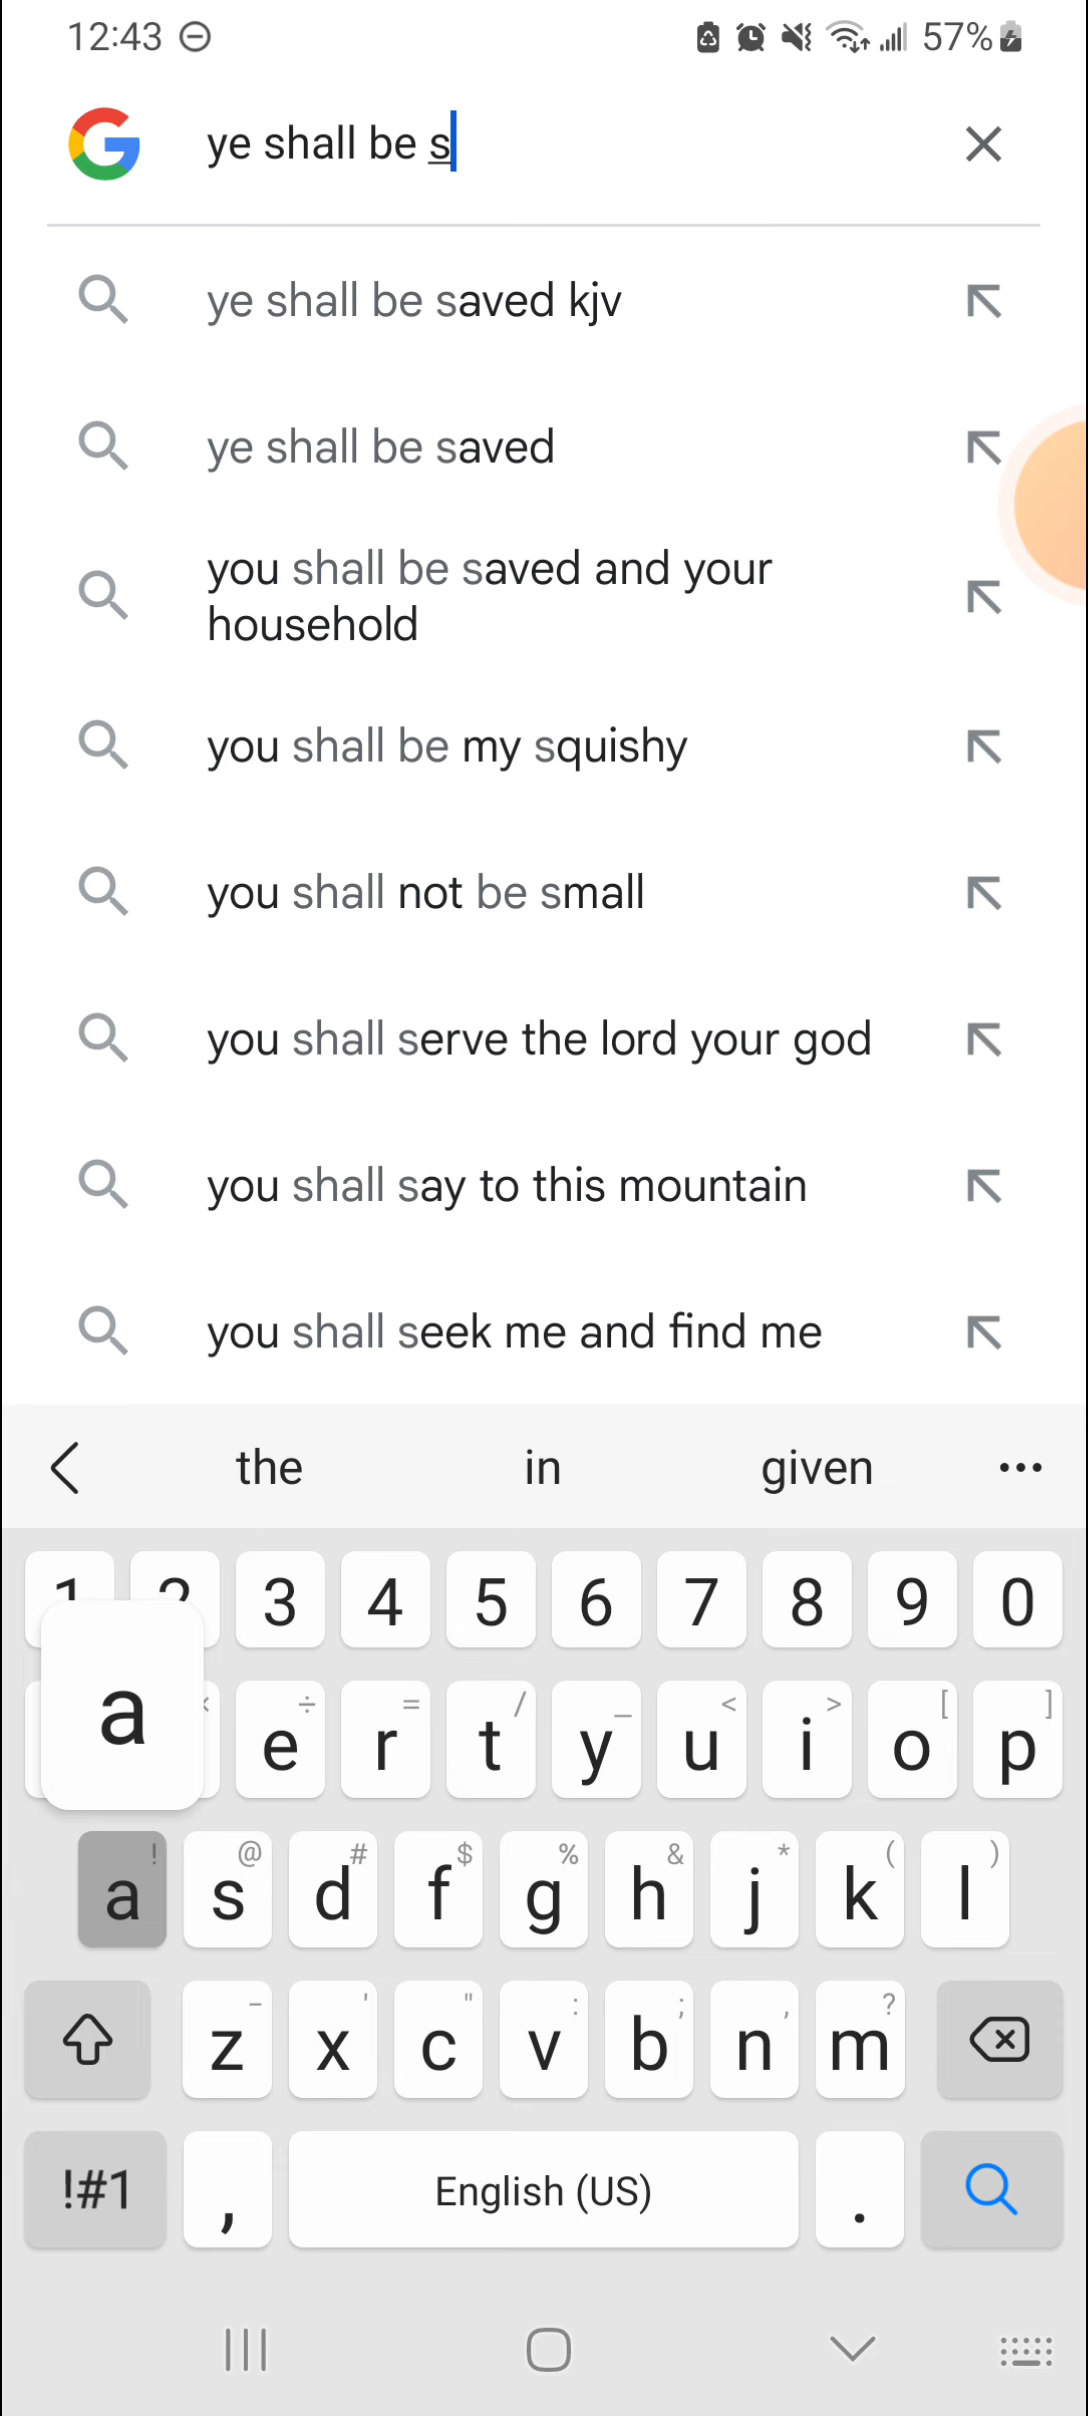 12:43 57%
ye shall be s
ye shall be saved kjv
ye shall be saved
you shall be saved and your
household
you shall be my squishy
you shall not be small
you shall serve the lord your god
you shall say to this mountain
you shall seek me and find me
the in given ...
1 2 3 4 5 6 7 8 9 0
a e ÷ r = t / y _ u < i > o [ p ]
a ! s @ d # f $ g % h & j * k ( l )
z - x ' c " v : b ; n , m ?
!#1 , English (US) .